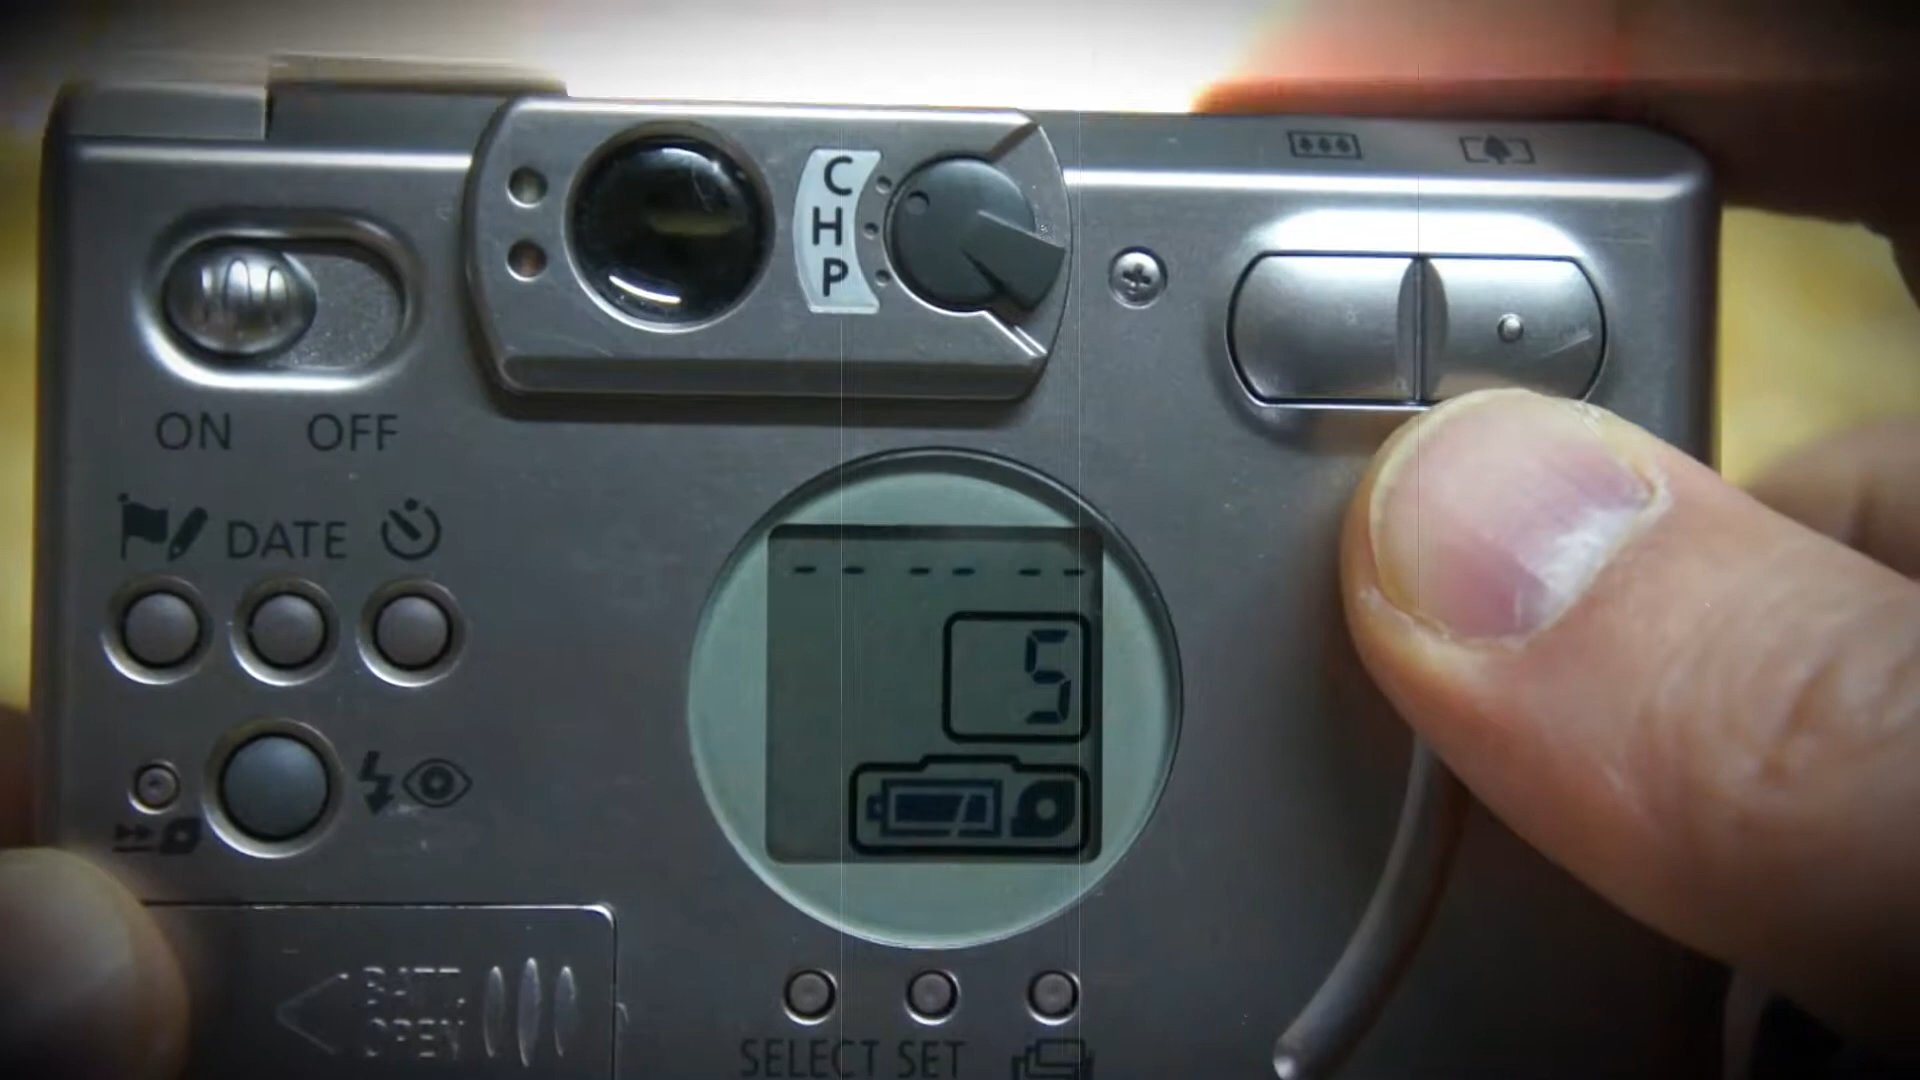 C
H
P
ON OFF
DATE
-- -- --
5
BATT.
OPEN
SELECT SET